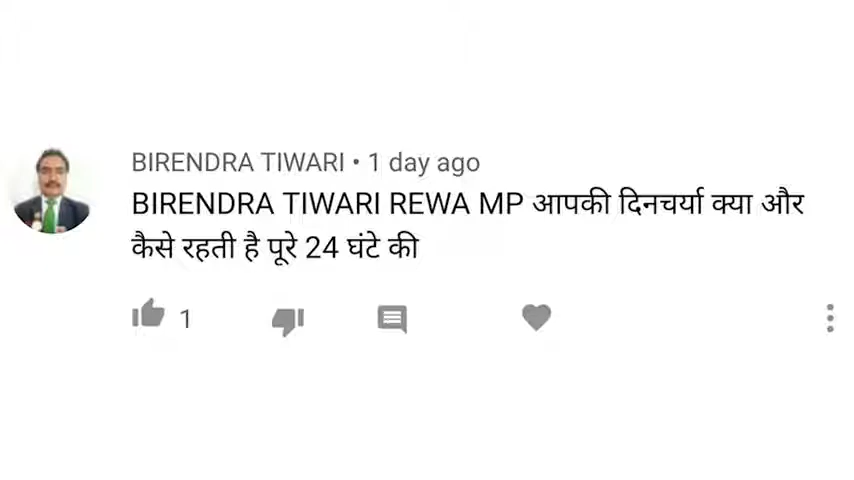 BIRENDRA TIWARI • 1 day ago
BIRENDRA TIWARI REWA MP आपकी दिनचर्या क्या और
कैसे रहती है पूरे 24 घंटे की
1